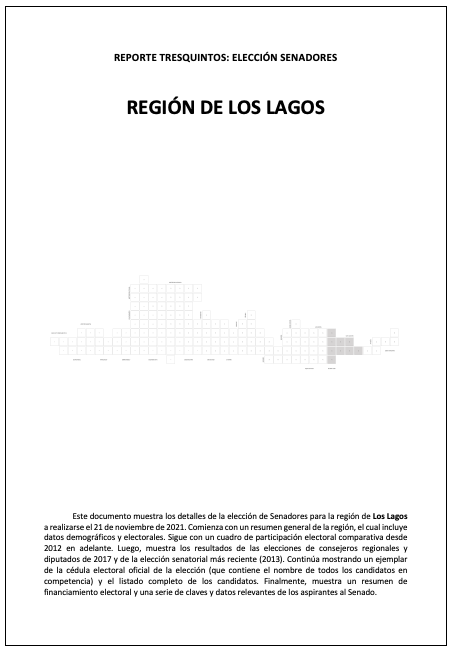 REPORTE TRESQUINTOS: ELECCIÓN SENADORES
REGIÓN DE LOS LAGOS
Este documento muestra los detalles de la elección de Senadores para la región de Los Lagos
a realizarse el 21 de noviembre de 2021. Comienza con un resumen general de la región, el cual incluye
datos demográficos y electorales. Sigue con un cuadro de participación electoral comparativa desde
2012 en adelante. Luego, muestra los resultados de las elecciones de consejeros regionales y
diputados de 2017 y de la elección senatorial más reciente (2013). Continúa mostrando un ejemplar
de la cédula electoral oficial de la elección (que contiene el nombre de todos los candidatos en
competencia) y el listado completo de los candidatos. Finalmente, muestra un resumen de
financiamiento electoral y una serie de claves y datos relevantes de los aspirantes al Senado.